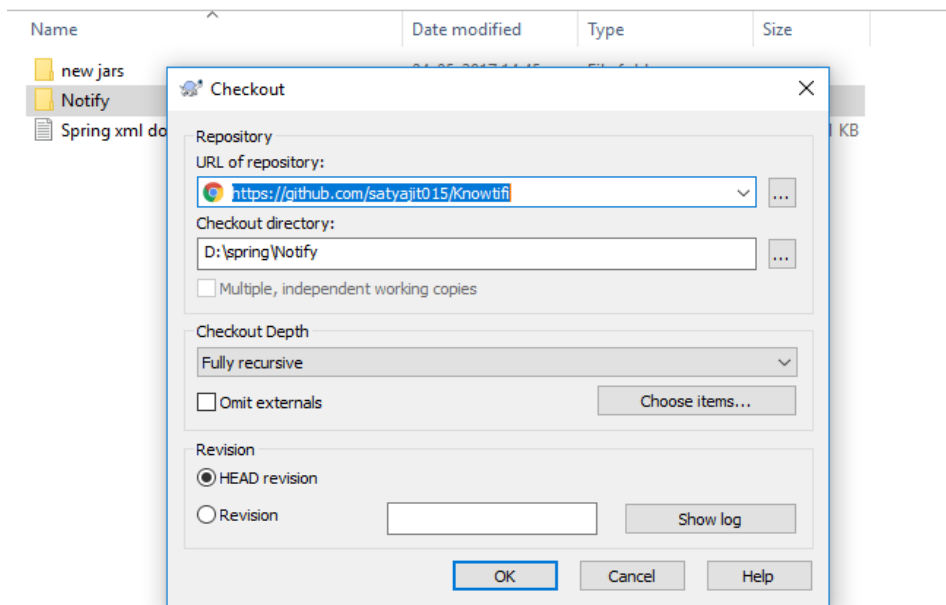 Name Date modified Type Size
new jars
Notify
Spring xml do KB
Checkout
Repository
URL of repository:
https://github.com/satyajit015/Knowtifi
...
Checkout directory:
D:\spring\Notify
...
Multiple, independent working copies
Checkout Depth
Fully recursive
Omit externals Choose items...
Revision
HEAD revision
Revision Show log
OK Cancel Help